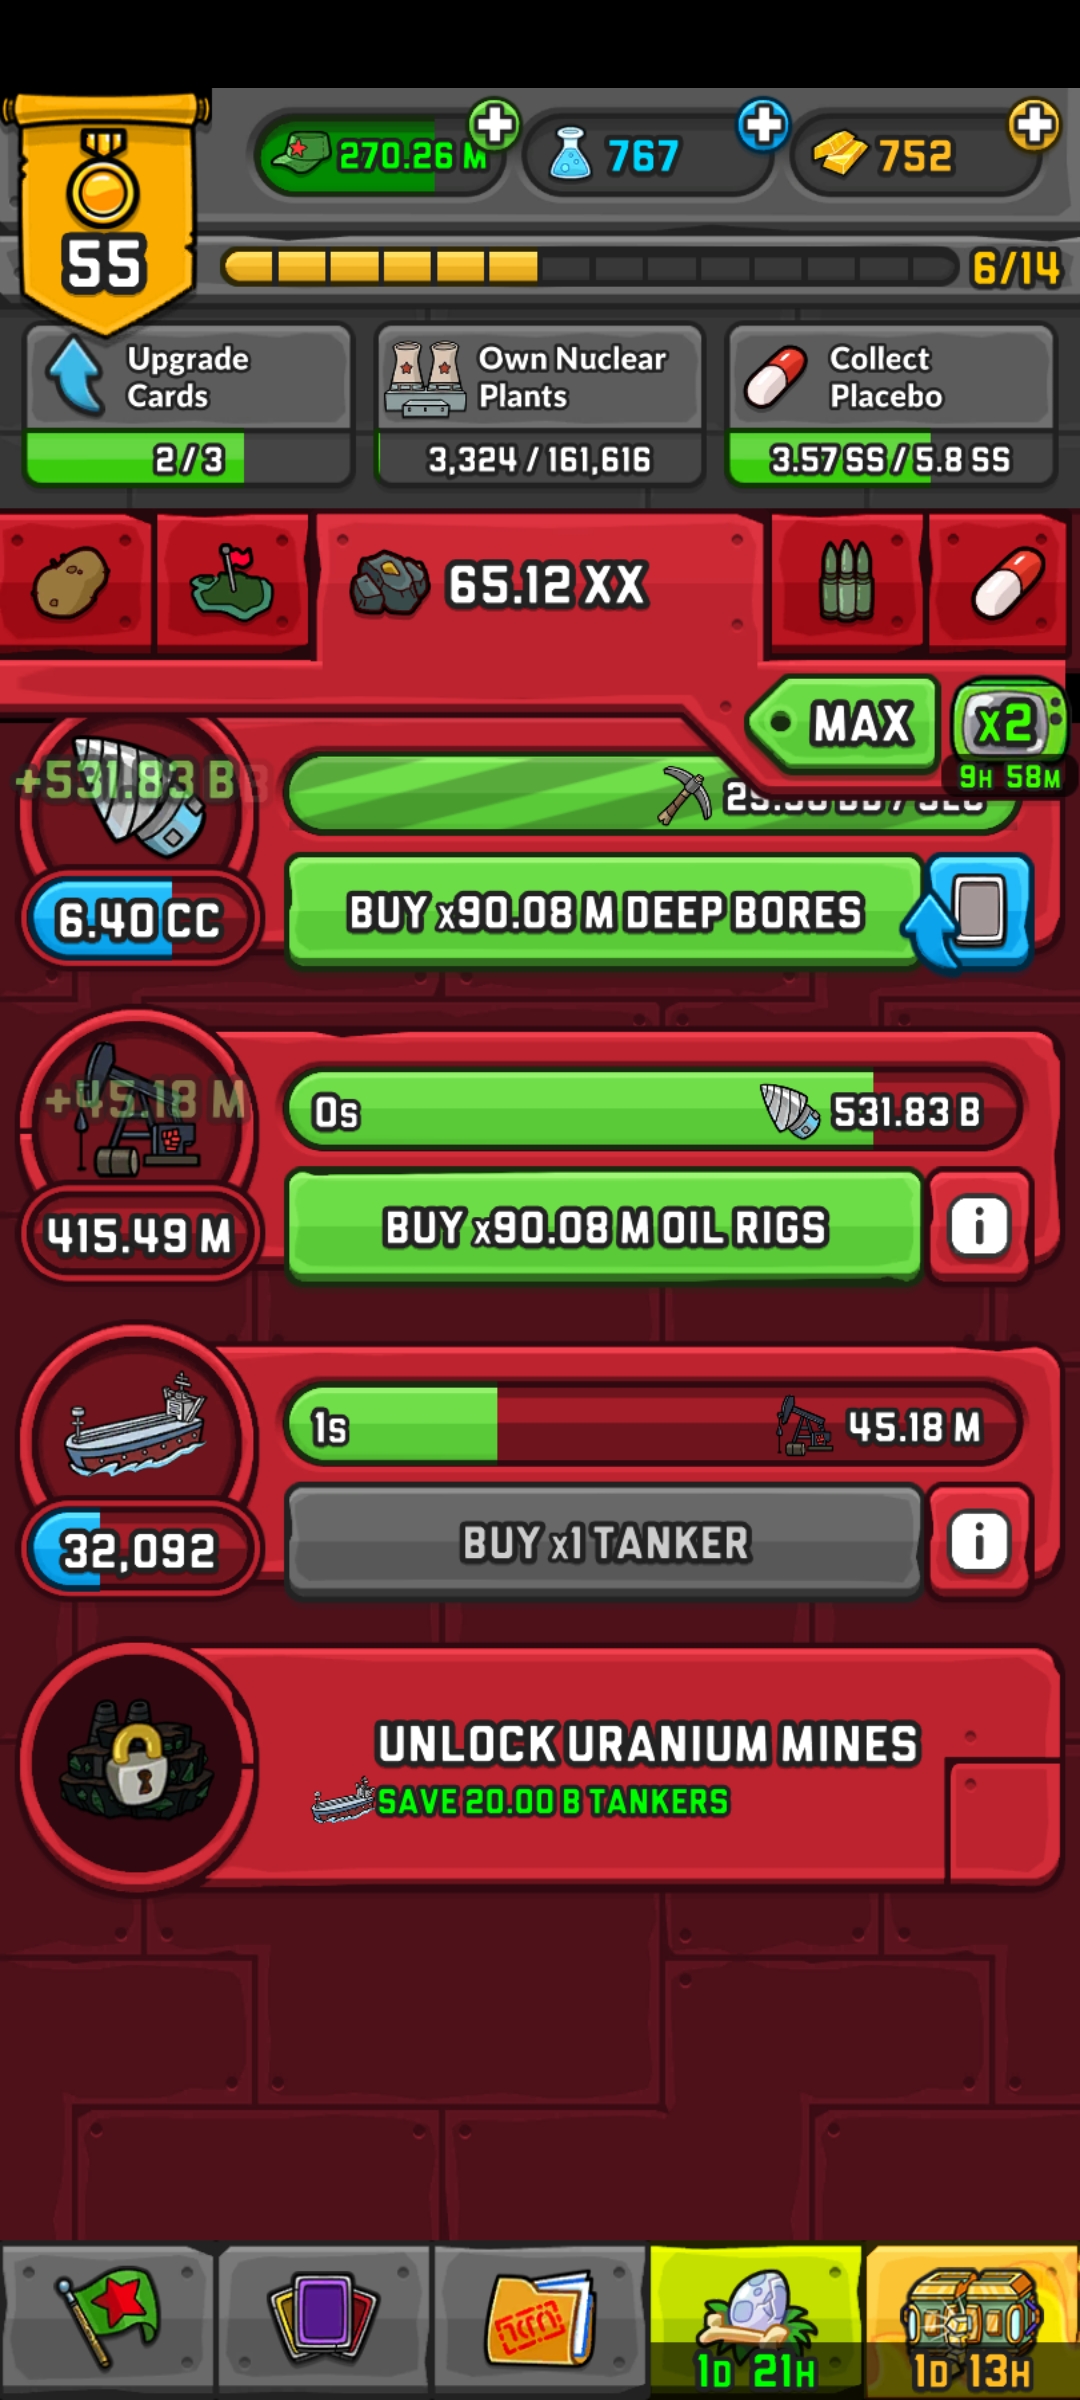 270.26 M
767
752
55
6/14
Upgrade
Cards
2/3
Own Nuclear
Plants
3,324/161,616
Collect
Placebo
3.57 SS/5.8 SS
65.12 XX
MAX
x2
9H 58M
+531.83 B
6.40 CC
BUY x90.08 M DEEP BORES
+45.18 M
0s
531.83 B
415.49 M
BUY x90.08 M OIL RIGS
i
1s
45.18 M
32,092
BUY x1 TANKER
i
UNLOCK URANIUM MINES
SAVE 20.00 B TANKERS
1D 21H
1D 13H